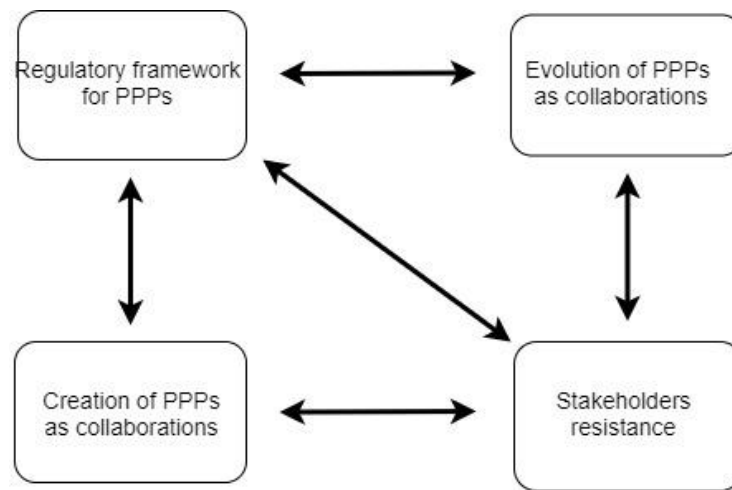 Regulatory framework
for PPPs
Evolution of PPPs
as collaborations
Creation of PPPs
as collaborations
Stakeholders
resistance